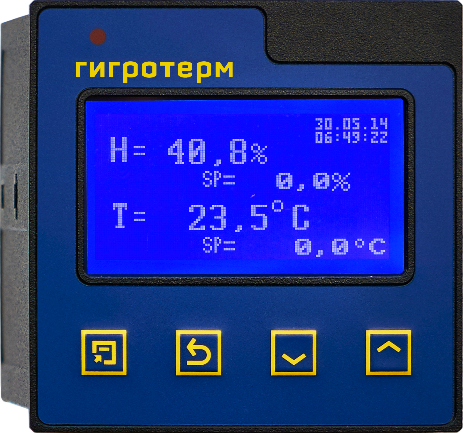 гигротерм
30.05.14
06:49:22
H= 40,8%
SP= 0,0%
T= 23,5°C
SP= 0,0°C